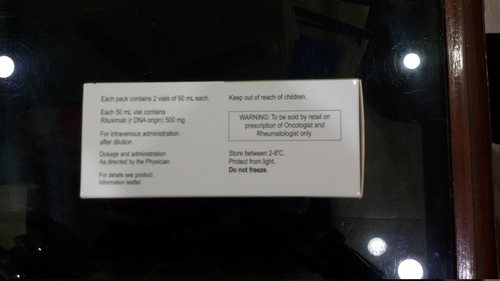 Each pack contains 2 vials of 50 mL each.
Each 50 mL vial contains
Rituximab (r DNA origin) 500 mg.
For intravenous administration
after dilution.
Dosage and administration
As directed by the Physician.
For details see product
Information leaflet.
Keep out of reach of children.
WARNING: To be sold by retail on
prescription of Oncologist and
Rheumatologist only.
Store between 2-8°C.
Protect from light.
Do not freeze.